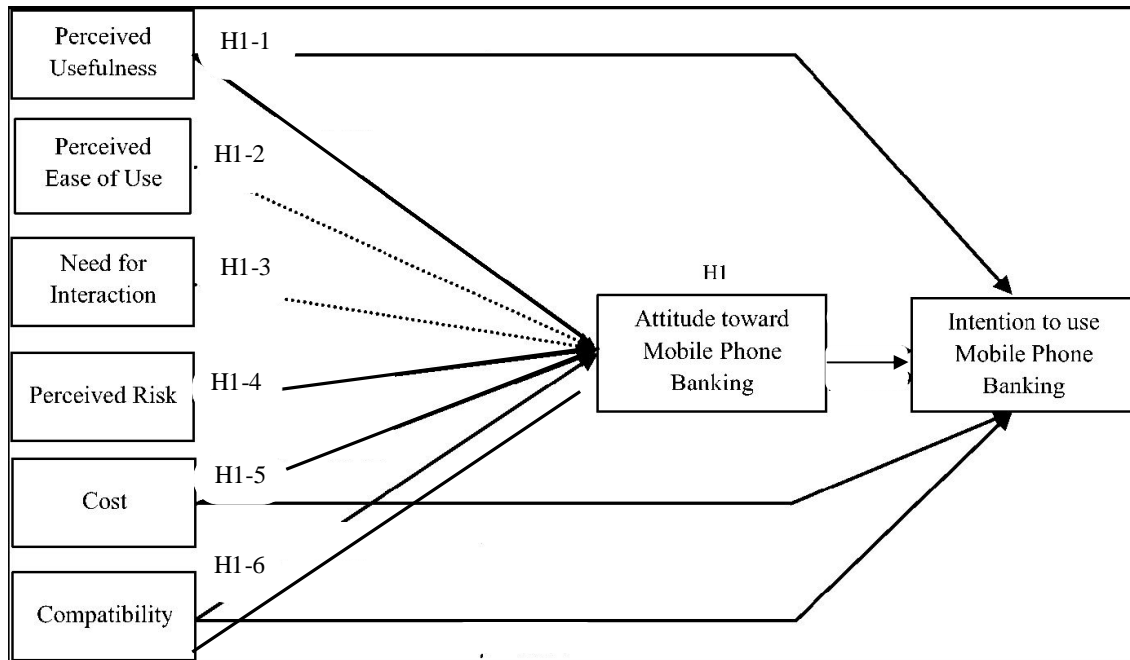 Perceived
Usefulness
H1-1
Perceived
Ease of Use
H1-2
Need for
Interaction
H1-3
Perceived Risk
H1-4
Cost
H1-5
Compatibility
H1-6
H1
Attitude toward
Mobile Phone
Banking
Intention to use
Mobile Phone
Banking